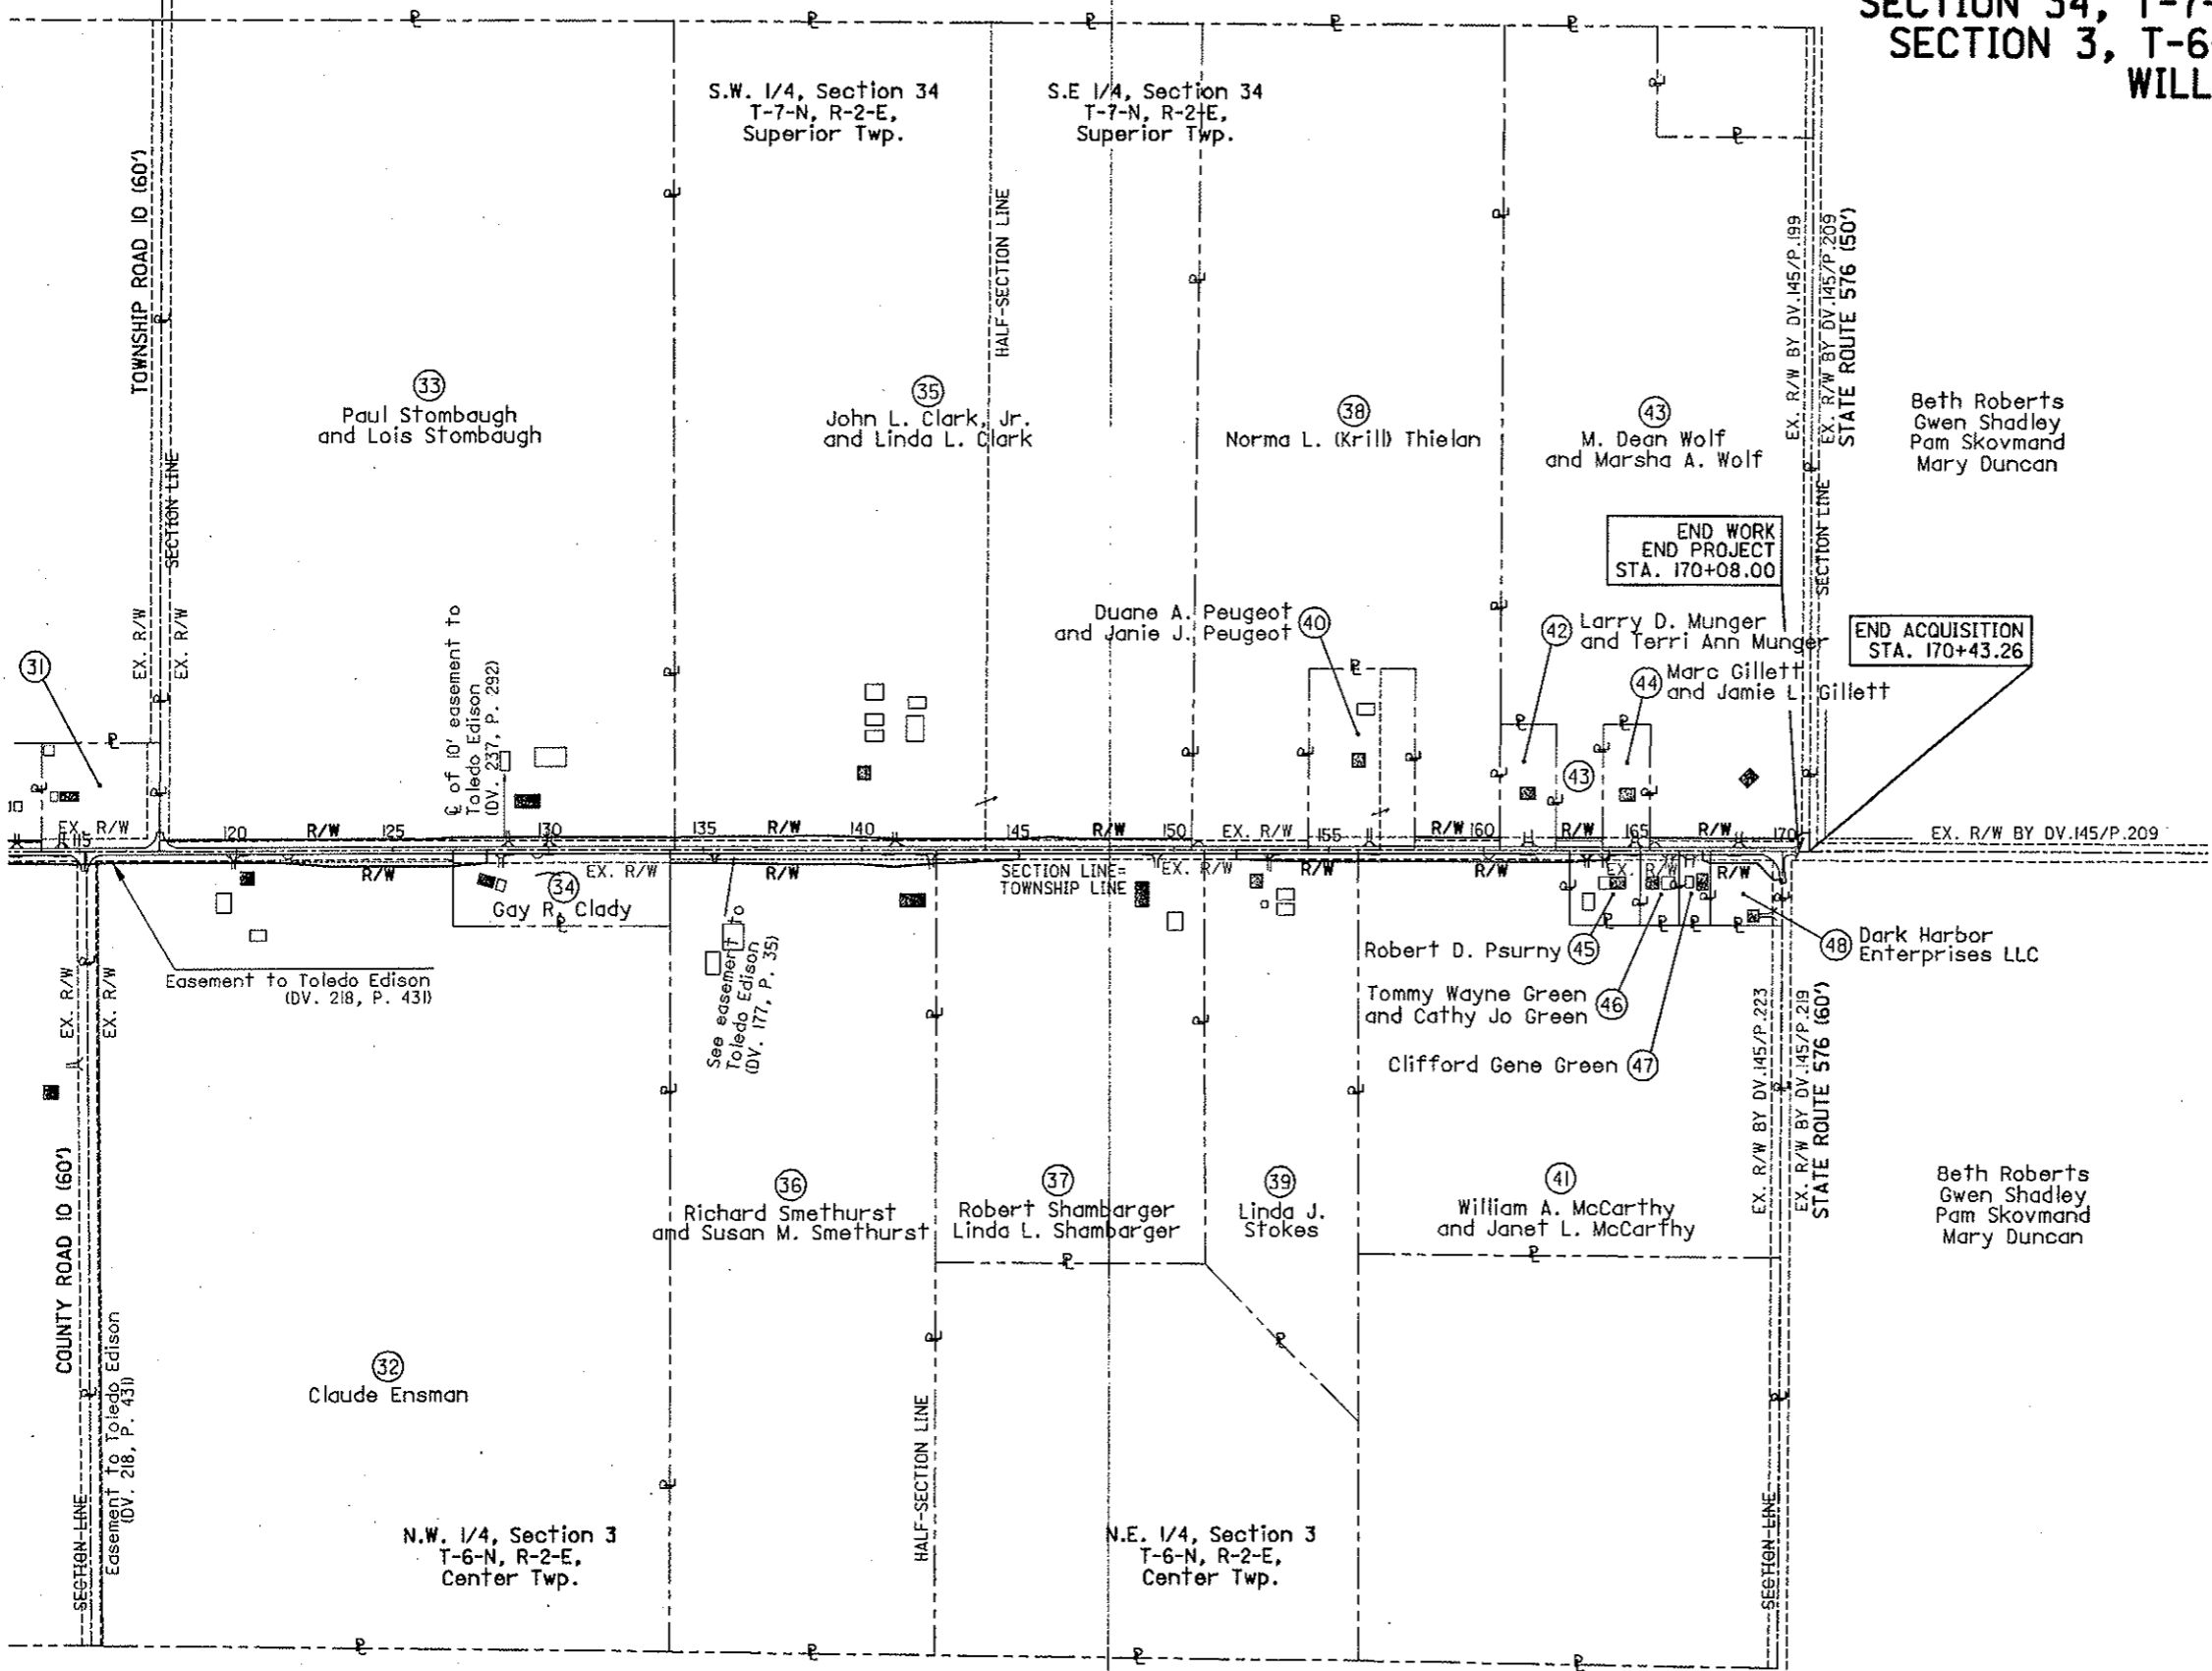 SECTION 34, T-7-
SECTION 3, T-6-
WILL
S.W. 1/4, Section 34
T-7-N, R-2-E,
Superior Twp.
S.E 1/4, Section 34
T-7-N, R-2-E,
Superior Twp.
TOWNSHIP ROAD 10 (60')
SECTION LINE
EX. R/W
EX. R/W
HALF-SECTION LINE
33
Paul Stombaugh
and Lois Stombaugh
35
John L. Clark, Jr.
and Linda L. Clark
38
Norma L. (Krill) Thielan
43
M. Dean Wolf
and Marsha A. Wolf
EX. R/W BY DV.145/P.199
EX. R/W BY DV.145/P.209
STATE ROUTE 576 (50')
SECTION LINE
Beth Roberts
Gwen Shadley
Pam Skovmand
Mary Duncan
END WORK
END PROJECT
STA. 170+08.00
END ACQUISITION
STA. 170+43.26
31
℄ of 10' easement to
Toledo Edison
(DV. 237, P. 292)
Duane A. Peugeot
and Janie J. Peugeot
40
42
Larry D. Munger
and Terri Ann Munger
44
Marc Gillett
and Jamie L. Gillett
43
EX. R/W
115
120
R/W
125
130
135
R/W
140
145
R/W
150
EX. R/W
155
R/W
160
R/W
165
R/W
170
EX. R/W BY DV.145/P.209
R/W
EX. R/W
R/W
SECTION LINE=
TOWNSHIP LINE
EX. R/W
R/W
R/W
EX. R/W
R/W
34
Gay R. Clady
Easement to Toledo Edison
(DV. 218, P. 431)
See easement to
Toledo Edison
(DV. 177, P. 35)
Robert D. Psurny
45
Tommy Wayne Green
and Cathy Jo Green
46
Clifford Gene Green
47
48
Dark Harbor
Enterprises LLC
EX. R/W
EX. R/W
COUNTY ROAD 10 (60')
SECTION LINE
Easement to Toledo Edison
(DV. 218, P. 431)
32
Claude Ensman
36
Richard Smethurst
and Susan M. Smethurst
37
Robert Shambarger
Linda L. Shambarger
39
Linda J.
Stokes
41
William A. McCarthy
and Janet L. McCarthy
EX. R/W BY DV.145/P.223
EX. R/W BY DV.145/P.219
STATE ROUTE 576 (60')
SECTION LINE
Beth Roberts
Gwen Shadley
Pam Skovmand
Mary Duncan
HALF-SECTION LINE
N.W. 1/4, Section 3
T-6-N, R-2-E,
Center Twp.
N.E. 1/4, Section 3
T-6-N, R-2-E,
Center Twp.